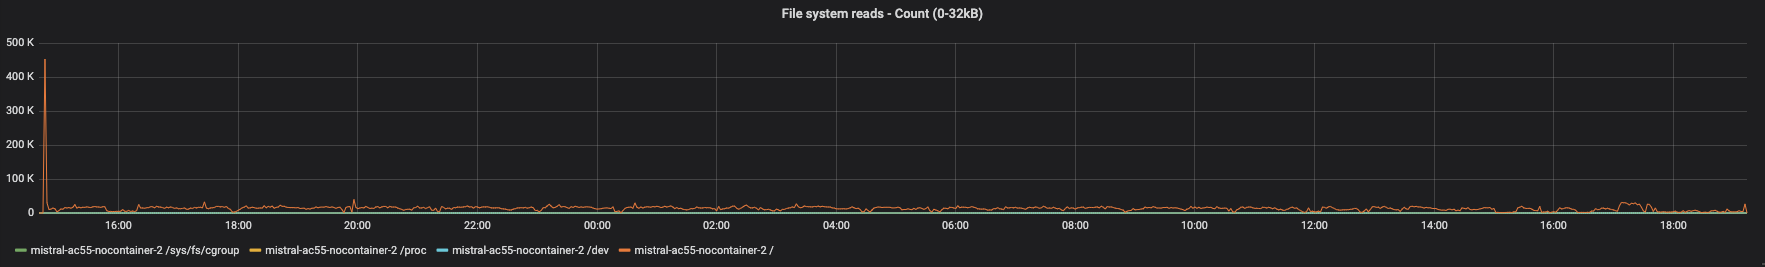 File system reads - Count (0-32kB)
500 K
400 K
300 K
200 K
100 K
0
16:00 18:00 20:00 22:00 00:00 02:00 04:00 06:00 08:00 10:00 12:00 14:00 16:00 18:00
mistral-ac55-nocontainer-2 /sys/fs/cgroup mistral-ac55-nocontainer-2 /proc mistral-ac55-nocontainer-2 /dev mistral-ac55-nocontainer-2 /